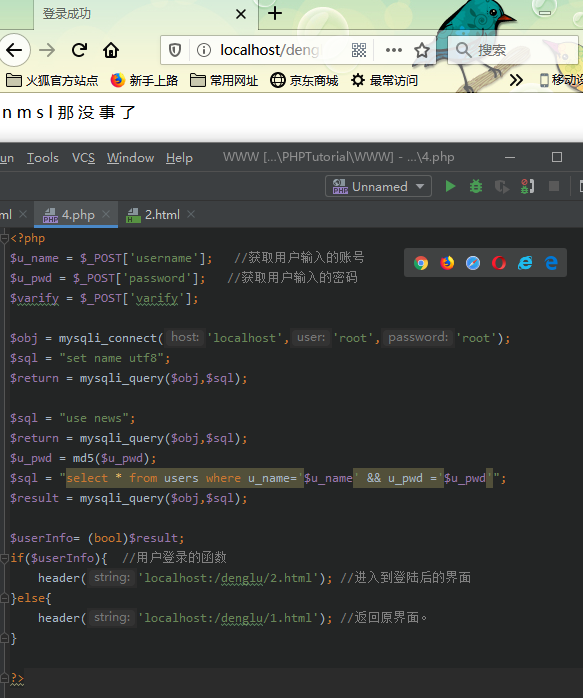 登录成功
localhost/deng
搜索
火狐官方站点 新手上路 常用网址 京东商城 最常访问 移动设
n m s l 那 没 事 了
un Tools VCS Window Help WWW [...\PHPTutorial\WWW] - ...\4.php
Unnamed
ml 4.php 2.html
<?php
$u_name = $_POST['username']; //获取用户输入的账号
$u_pwd = $_POST['password']; //获取用户输入的密码
$varify = $_POST['varify'];
$obj = mysqli_connect( host: 'localhost', user: 'root', password: 'root');
$sql = "set name utf8";
$return = mysqli_query($obj,$sql);
$sql = "use news";
$return = mysqli_query($obj,$sql);
$u_pwd = md5($u_pwd);
$sql = "select * from users where u_name='$u_name' && u_pwd ='$u_pwd'";
$result = mysqli_query($obj,$sql);
$userInfo= (bool)$result;
if($userInfo){ //用户登录的函数
header( string: 'localhost:/denglu/2.html'); //进入到登陆后的界面
}else{
header( string: 'localhost:/denglu/1.html'); //返回原界面。
}
?>